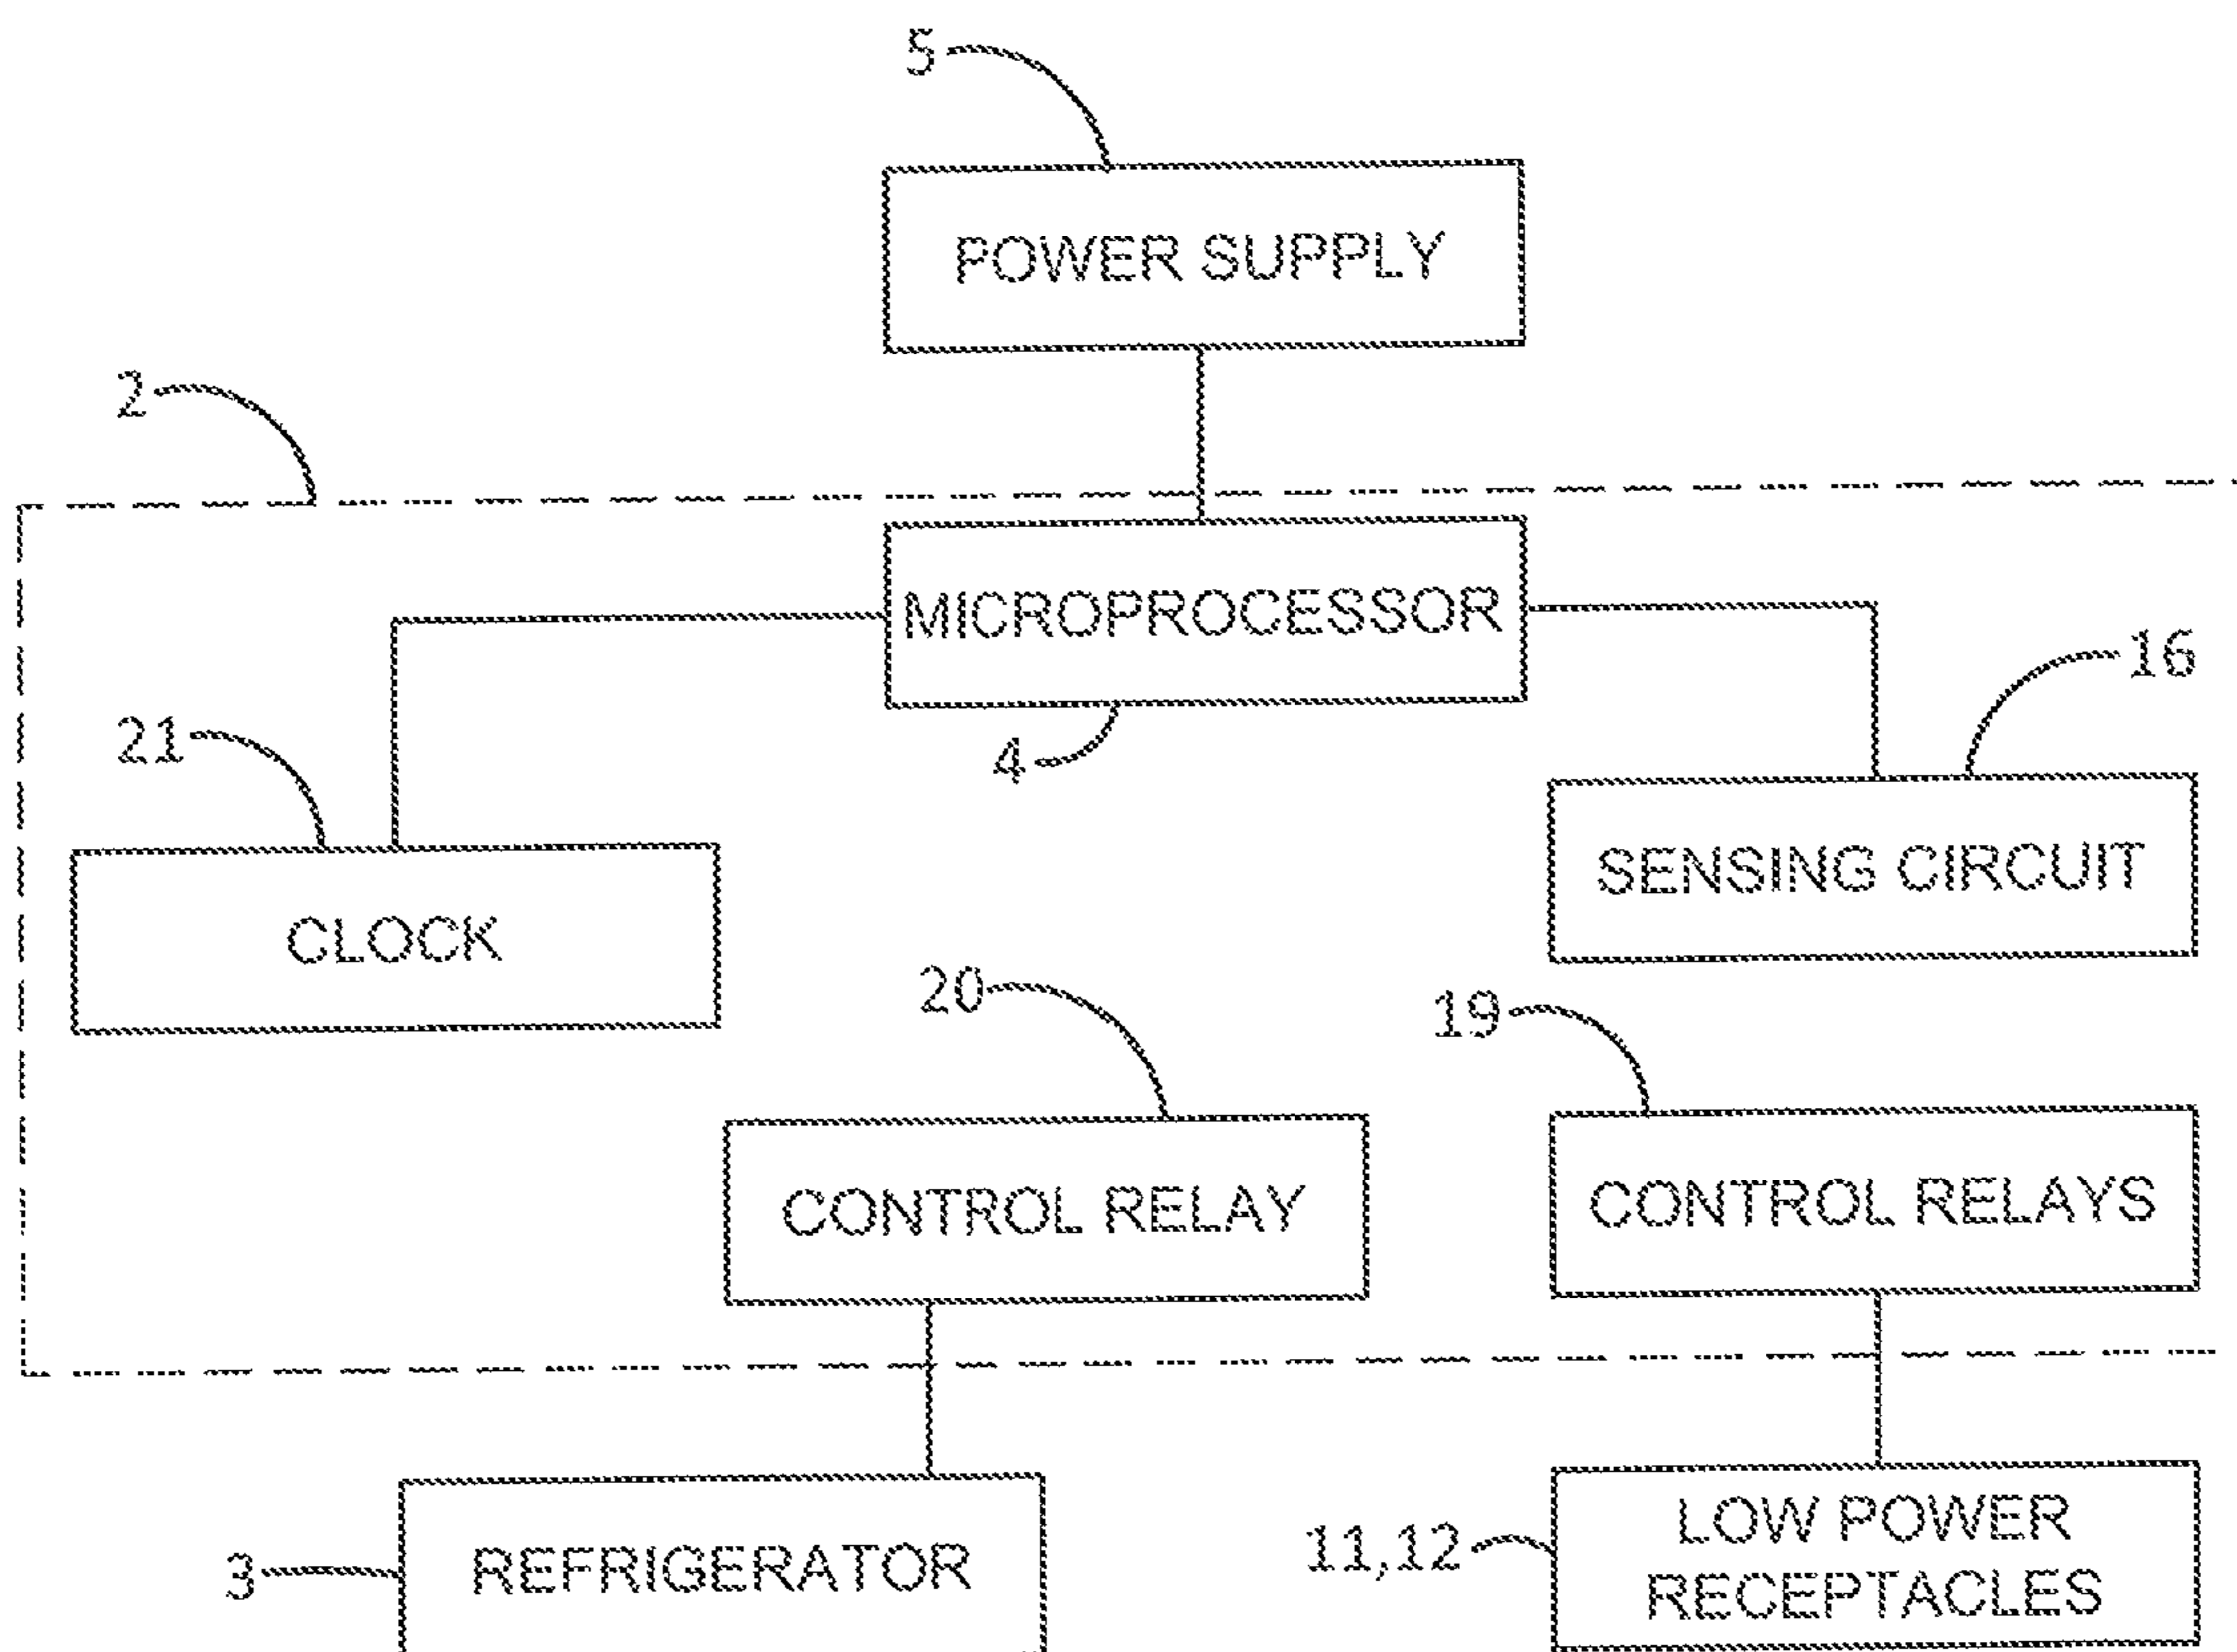 5
POWER SUPPLY
2
MICROPROCESSOR
16
21
4
SENSING CIRCUIT
CLOCK
20
19
CONTROL RELAY
CONTROL RELAYS
LOW POWER
RECEPTACLES
11,12
3
REFRIGERATOR